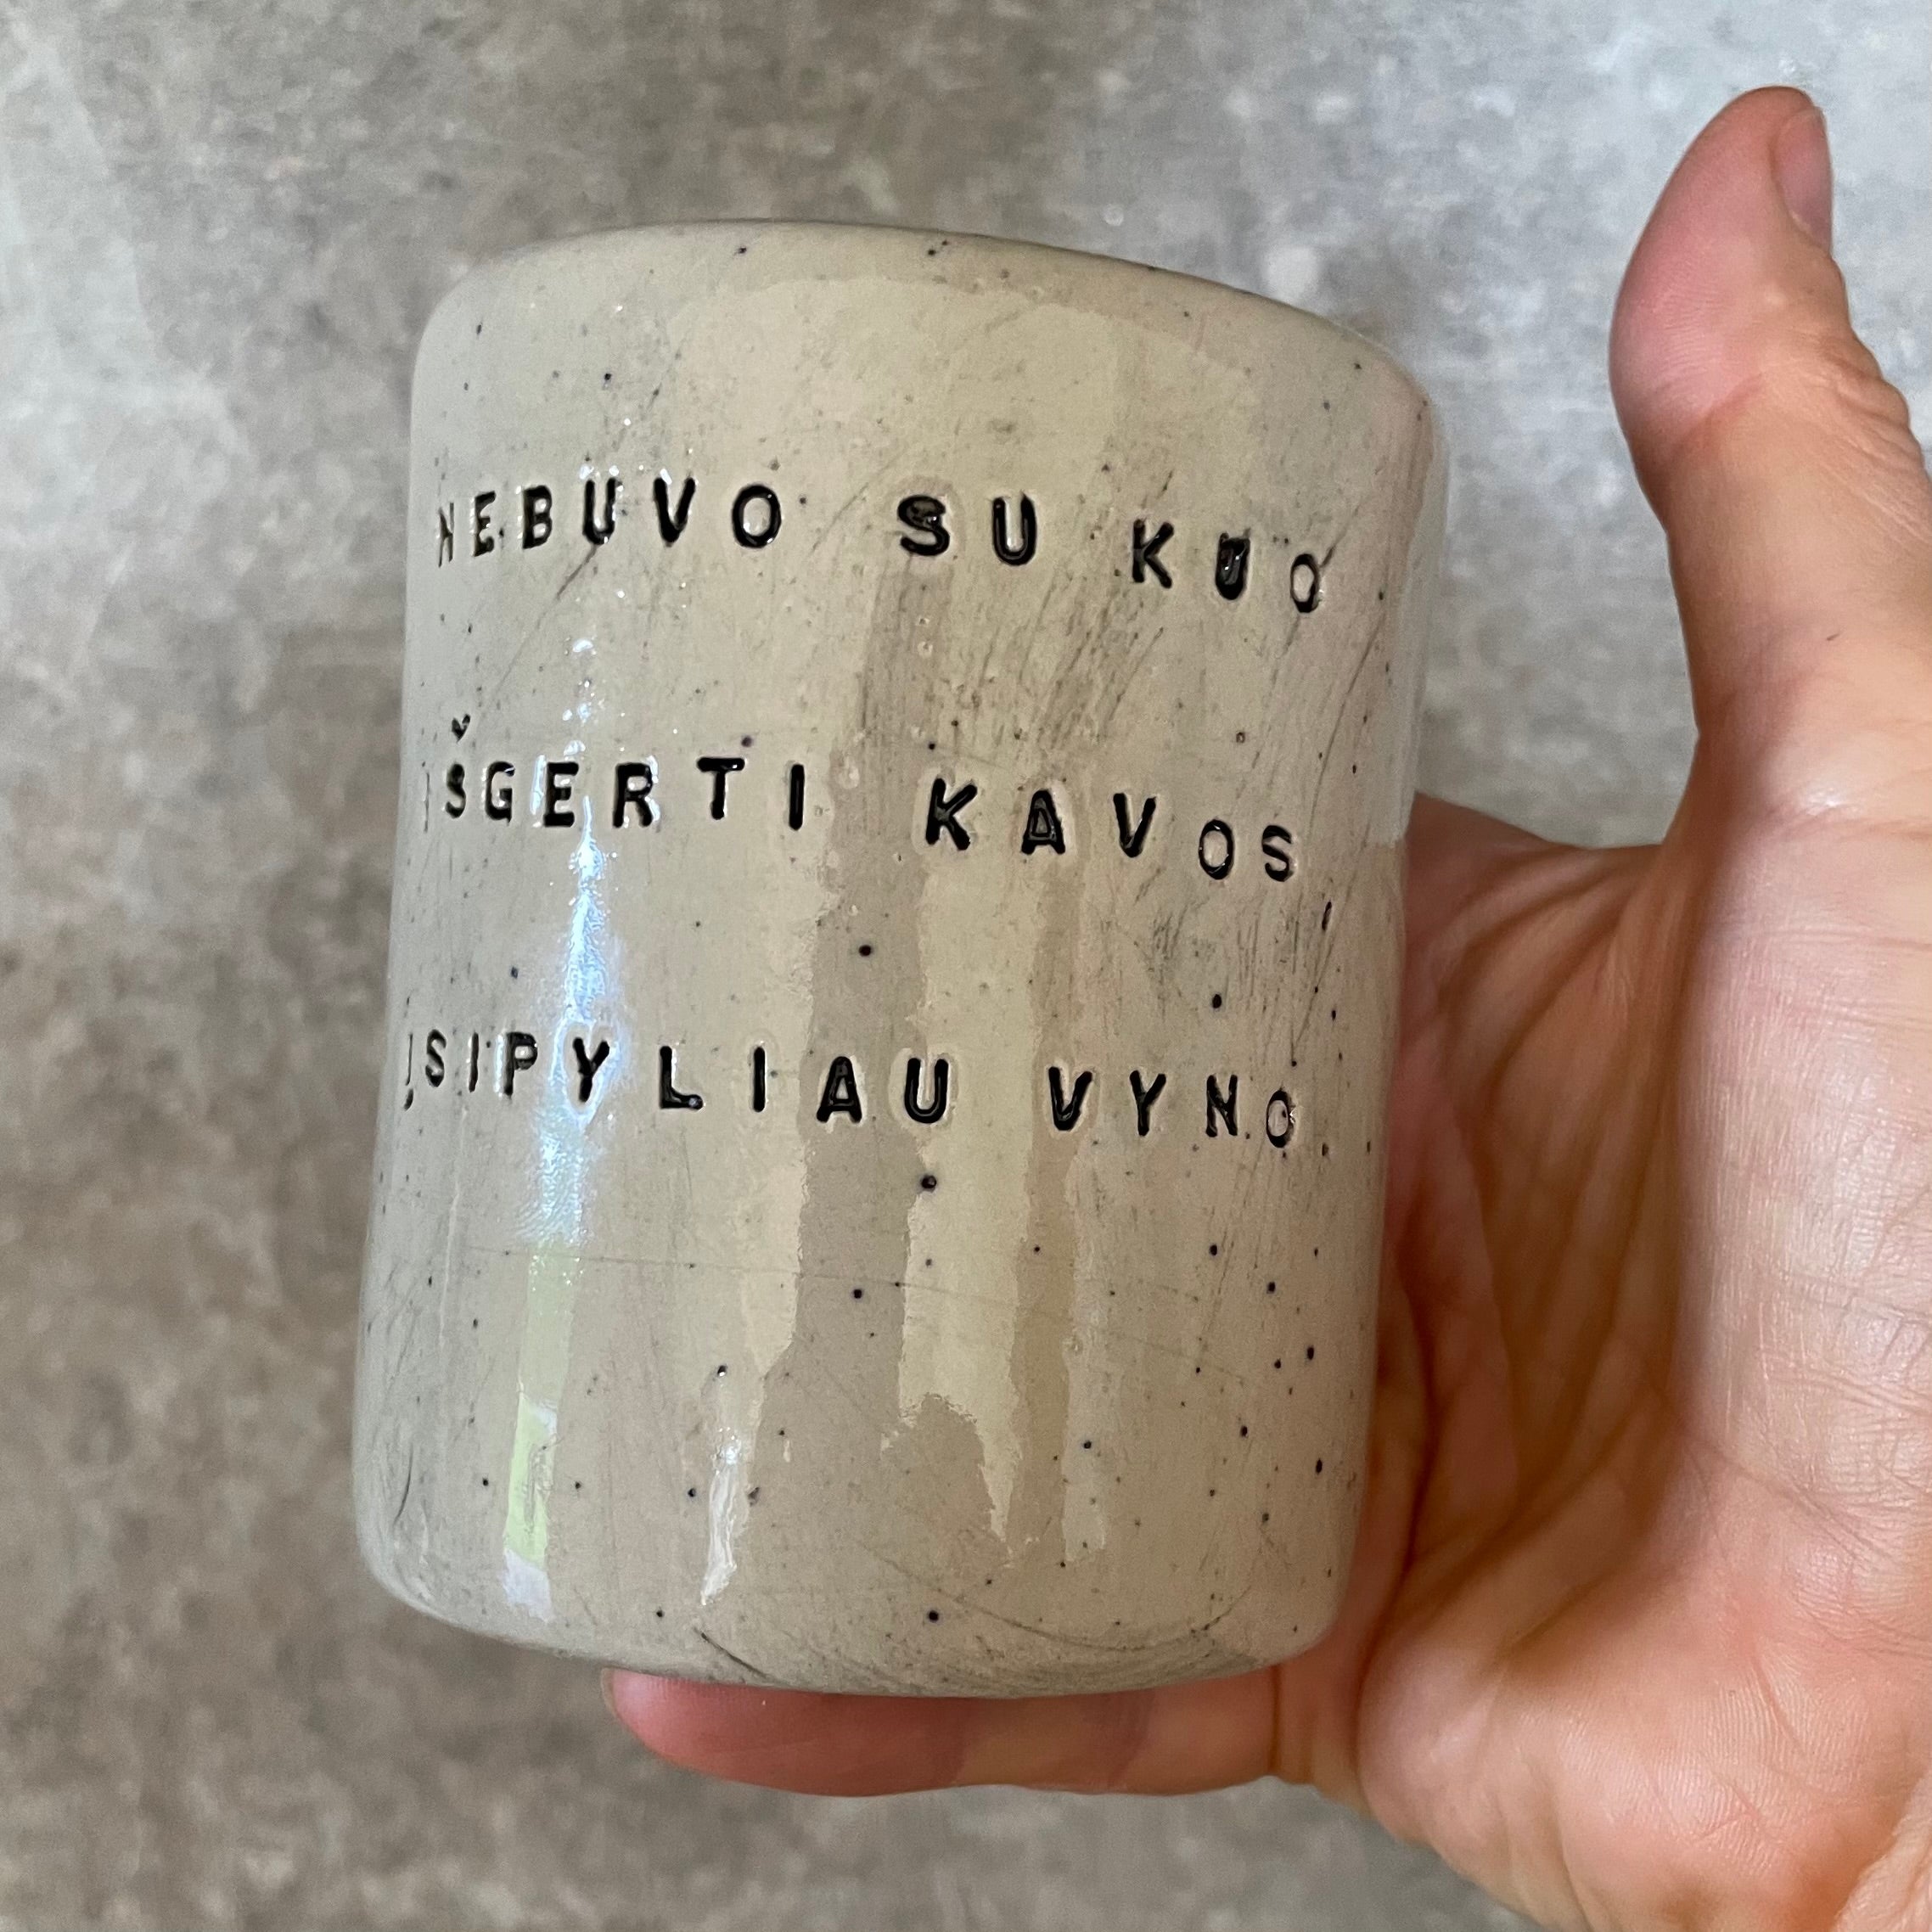 NEBUVO SU KUO
IŠGERTI KAVOS
ĮSIPYLIAU VYNO